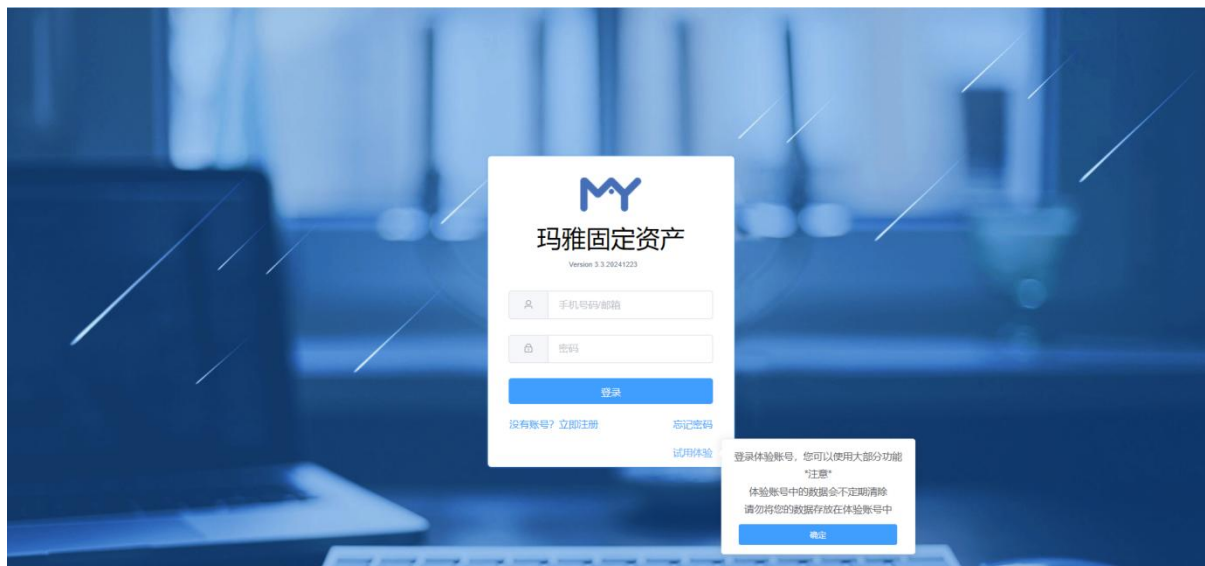 MY
玛雅固定资产
Version 3.3.20241223
手机号码/邮箱
密码
登录
没有账号？立即注册
忘记密码
试用体验
登录体验账号，您可以使用大部分功能
*注意*
体验账号中的数据会不定期清除
请勿将您的数据存放在体验账号中
确定